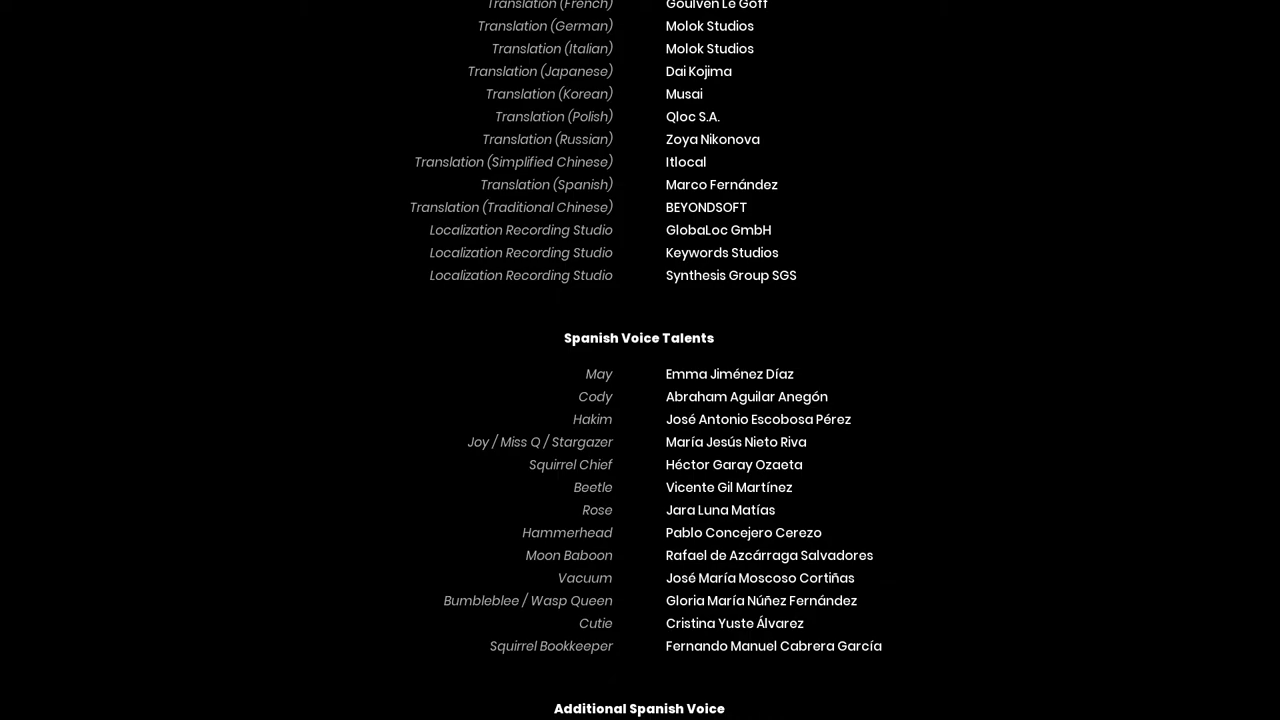 Translation (French) Goulven Le Goff
Translation (German) Molok Studios
Translation (Italian) Molok Studios
Translation (Japanese) Dai Kojima
Translation (Korean) Musai
Translation (Polish) Qloc S.A.
Translation (Russian) Zoya Nikonova
Translation (Simplified Chinese) Itlocal
Translation (Spanish) Marco Fernández
Translation (Traditional Chinese) BEYONDSOFT
Localization Recording Studio GlobaLoc GmbH
Localization Recording Studio Keywords Studios
Localization Recording Studio Synthesis Group SGS
Spanish Voice Talents
May Emma Jiménez Díaz
Cody Abraham Aguilar Anegón
Hakim José Antonio Escobosa Pérez
Joy / Miss Q / Stargazer María Jesús Nieto Riva
Squirrel Chief Héctor Garay Ozaeta
Beetle Vicente Gil Martínez
Rose Jara Luna Matías
Hammerhead Pablo Concejero Cerezo
Moon Baboon Rafael de Azcárraga Salvadores
Vacuum José María Moscoso Cortiñas
Bumbleblee / Wasp Queen Gloria María Núñez Fernández
Cutie Cristina Yuste Álvarez
Squirrel Bookkeeper Fernando Manuel Cabrera García
Additional Spanish Voice